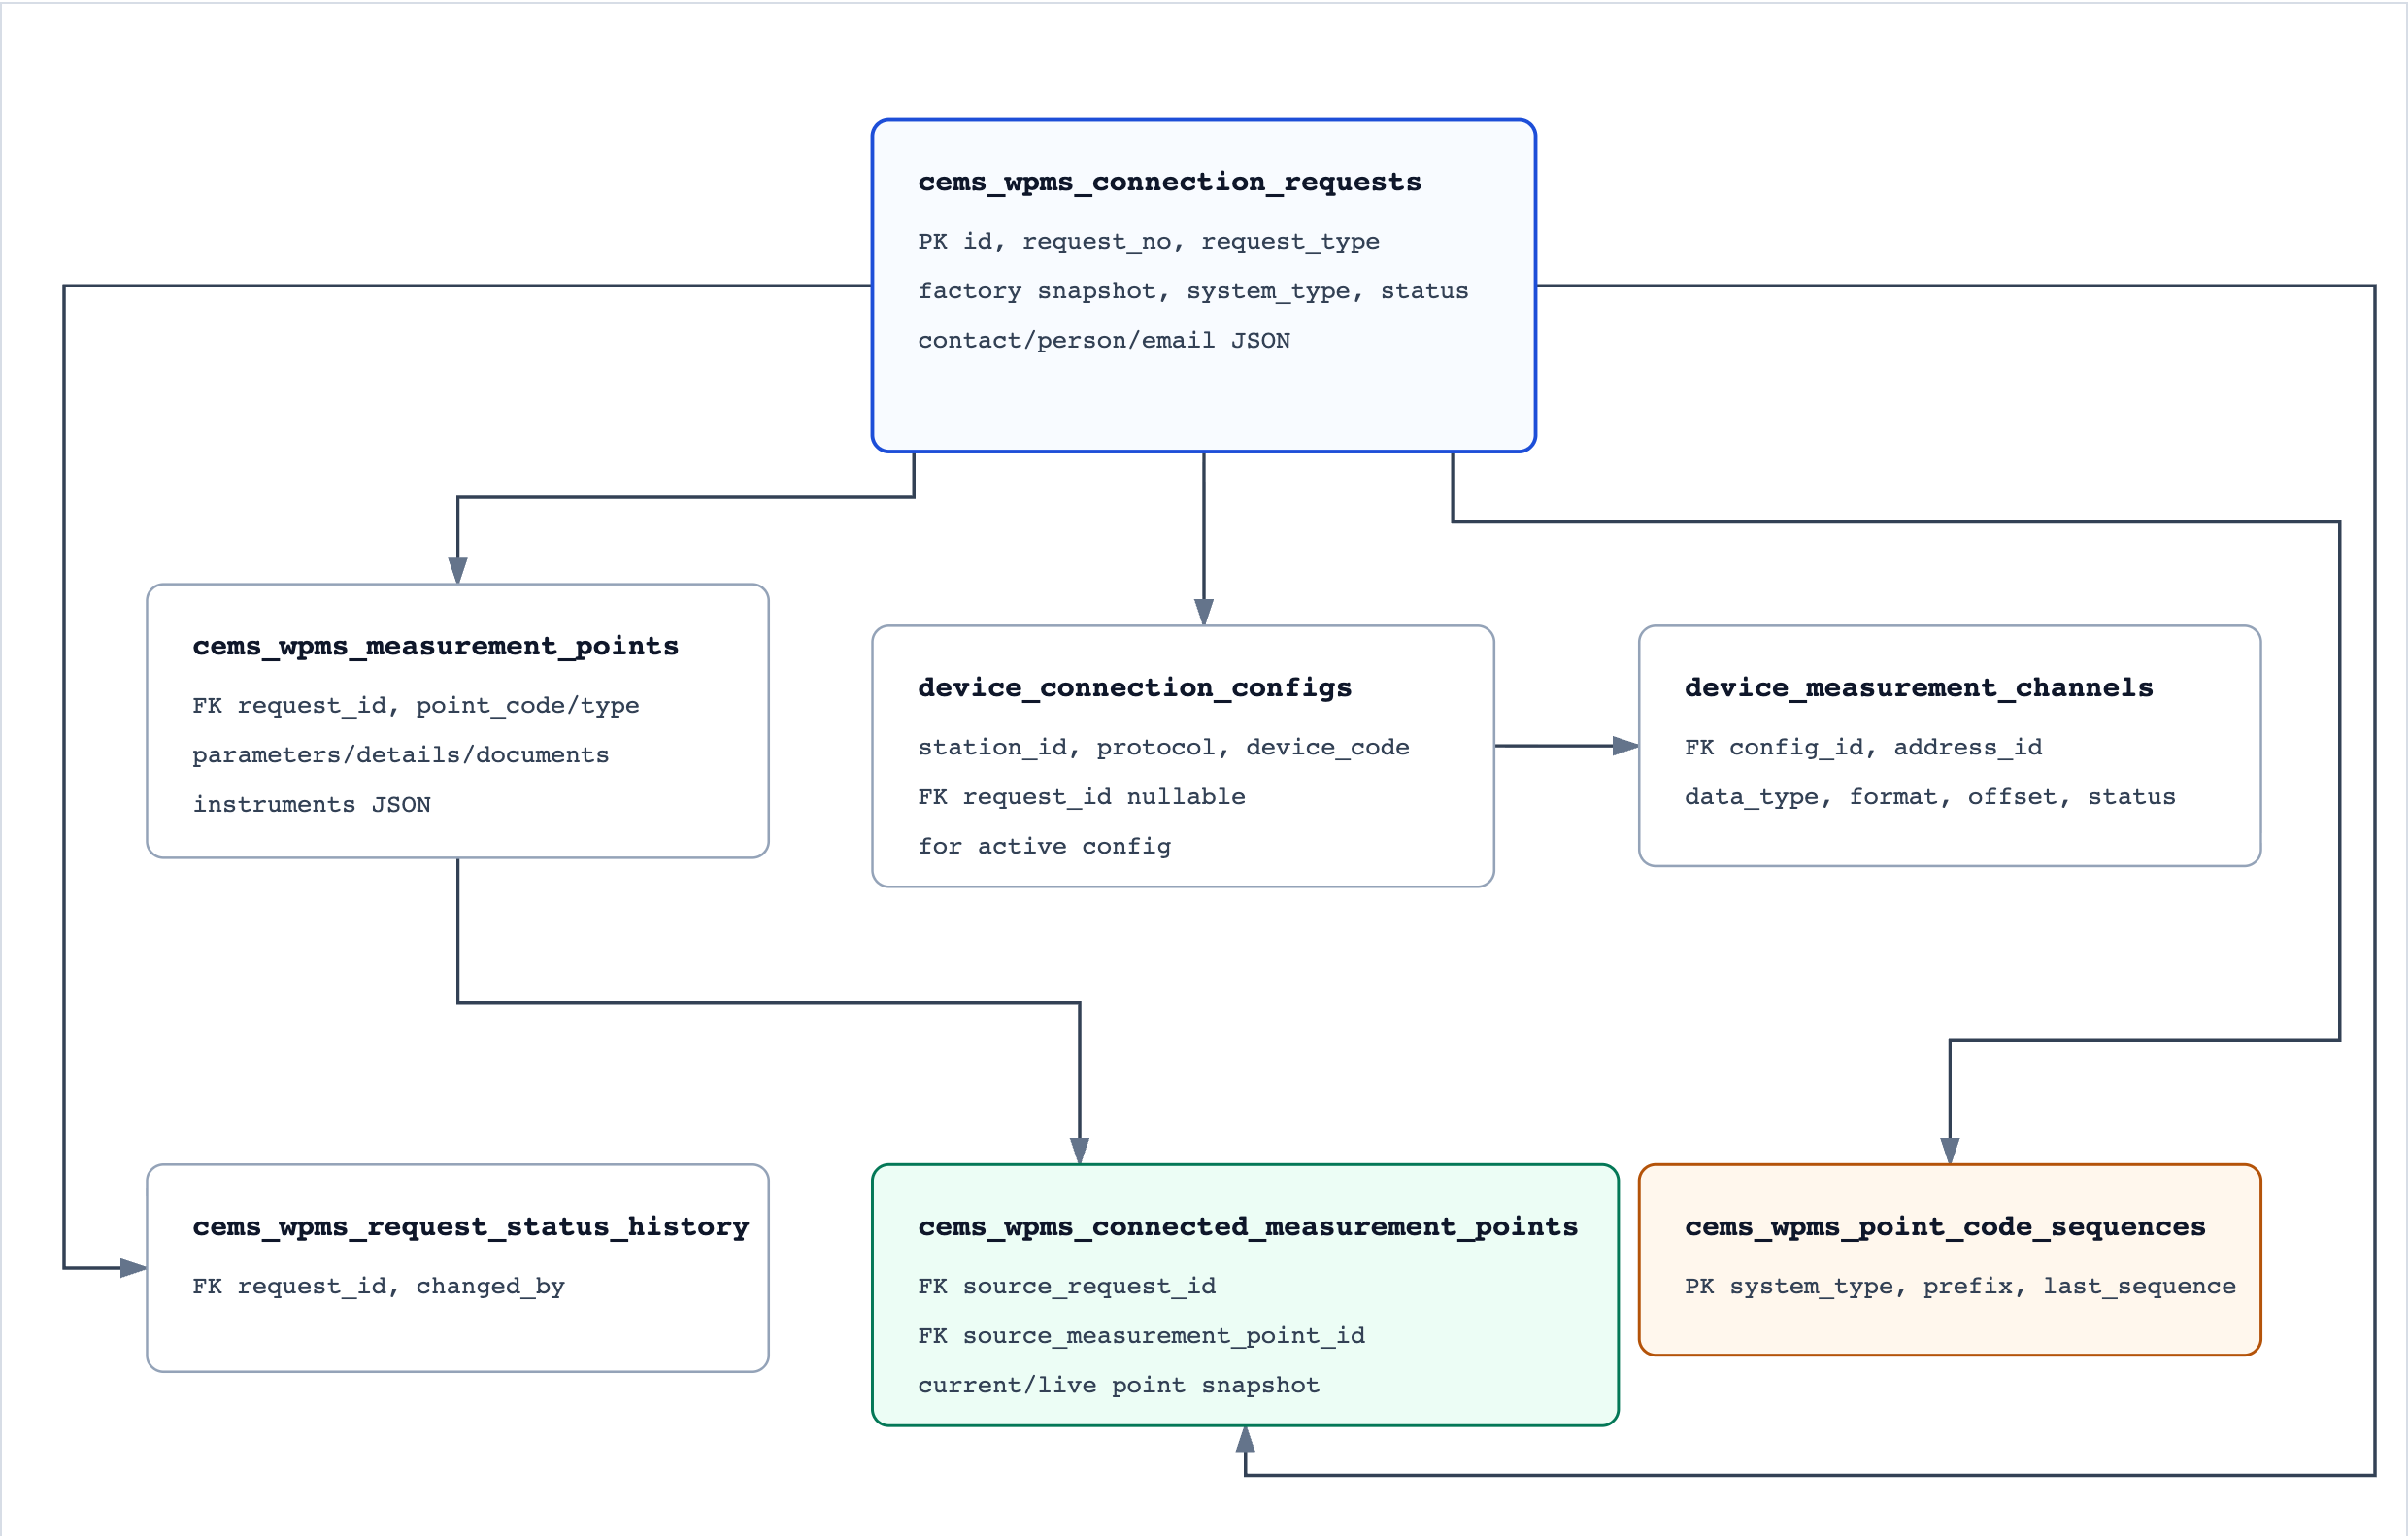 cems_wpms_connection_requests
PK id, request_no, request_type
factory snapshot, system_type, status
contact/person/email JSON
cems_wpms_measurement_points
FK request_id, point_code/type
parameters/details/documents
instruments JSON
device_connection_configs
station_id, protocol, device_code
FK request_id nullable
for active config
device_measurement_channels
FK config_id, address_id
data_type, format, offset, status
cems_wpms_request_status_history
FK request_id, changed_by
cems_wpms_connected_measurement_points
FK source_request_id
FK source_measurement_point_id
current/live point snapshot
cems_wpms_point_code_sequences
PK system_type, prefix, last_sequence